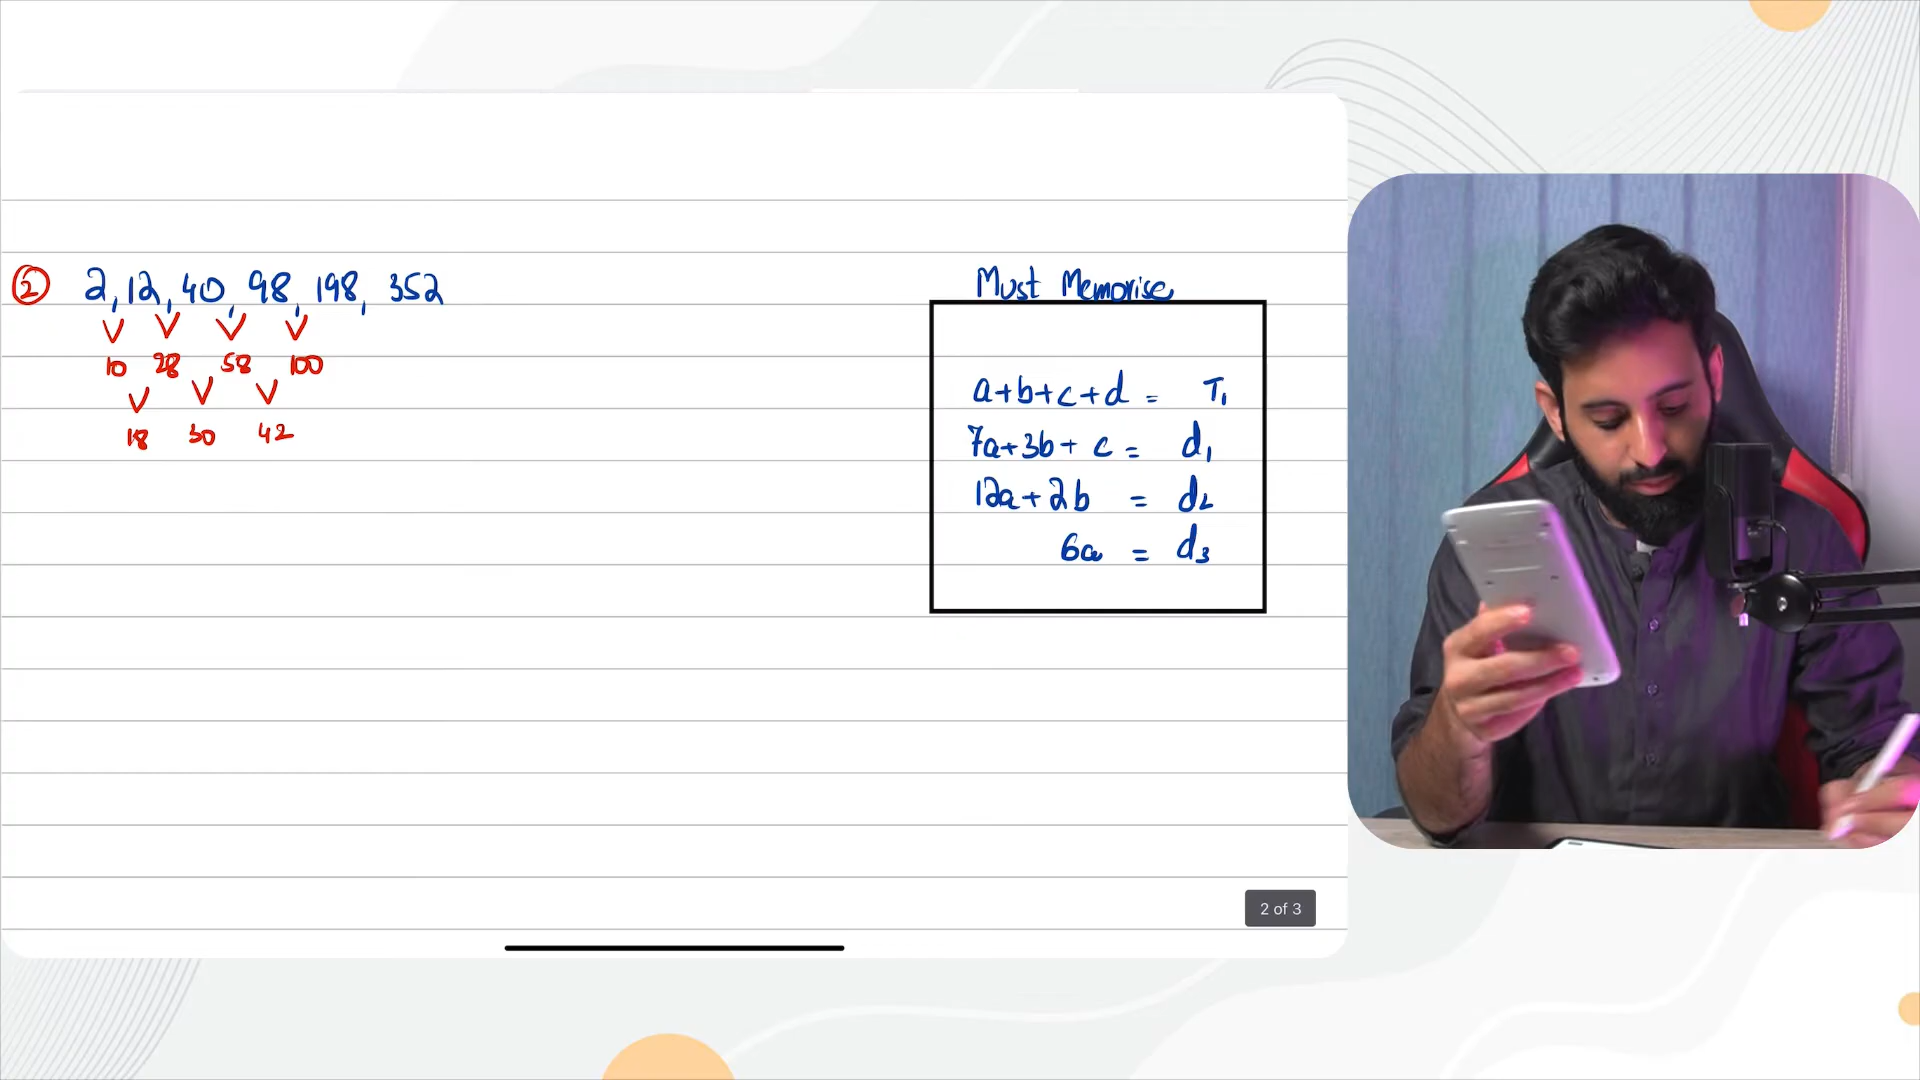 ② 2, 12, 40, 98, 198, 352
10 28 58 100
18 30 42
Must Memorise
a+b+c+d = T₁
7a+3b+c = d₁
12a+2b = d₂
6a = d₃
2 of 3